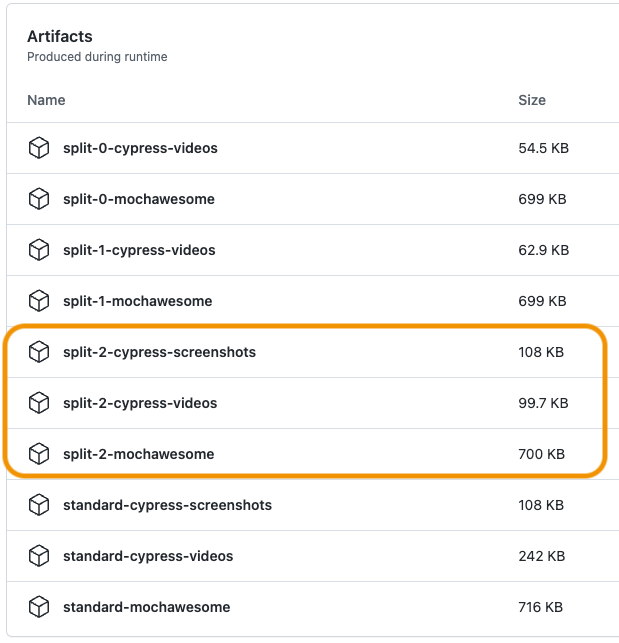 Artifacts
Produced during runtime
Name Size
split-0-cypress-videos 54.5 KB
split-0-mochawesome 699 KB
split-1-cypress-videos 62.9 KB
split-1-mochawesome 699 KB
split-2-cypress-screenshots 108 KB
split-2-cypress-videos 99.7 KB
split-2-mochawesome 700 KB
standard-cypress-screenshots 108 KB
standard-cypress-videos 242 KB
standard-mochawesome 716 KB